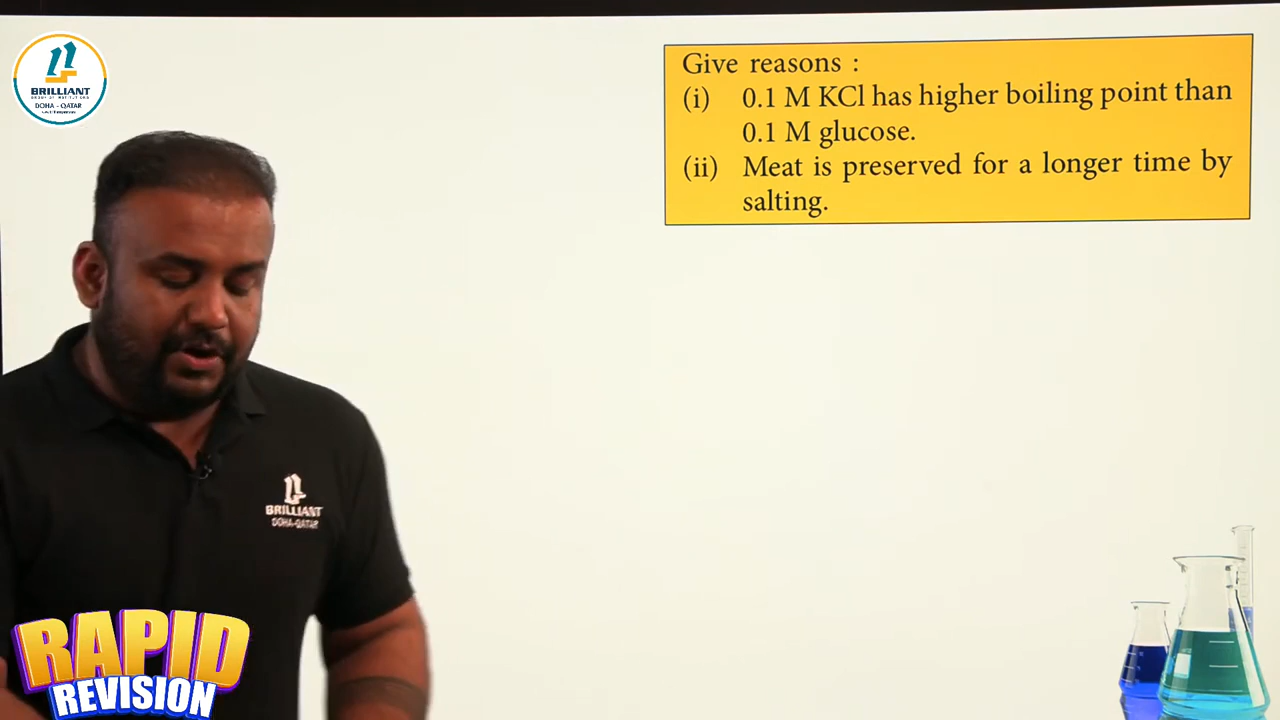 BRILLIANT
DOHA - QATAR
Give reasons :
(i) 0.1 M KCl has higher boiling point than
0.1 M glucose.
(ii) Meat is preserved for a longer time by
salting.
BRILLIANT
DOHA-QATAR
RAPID
REVISION